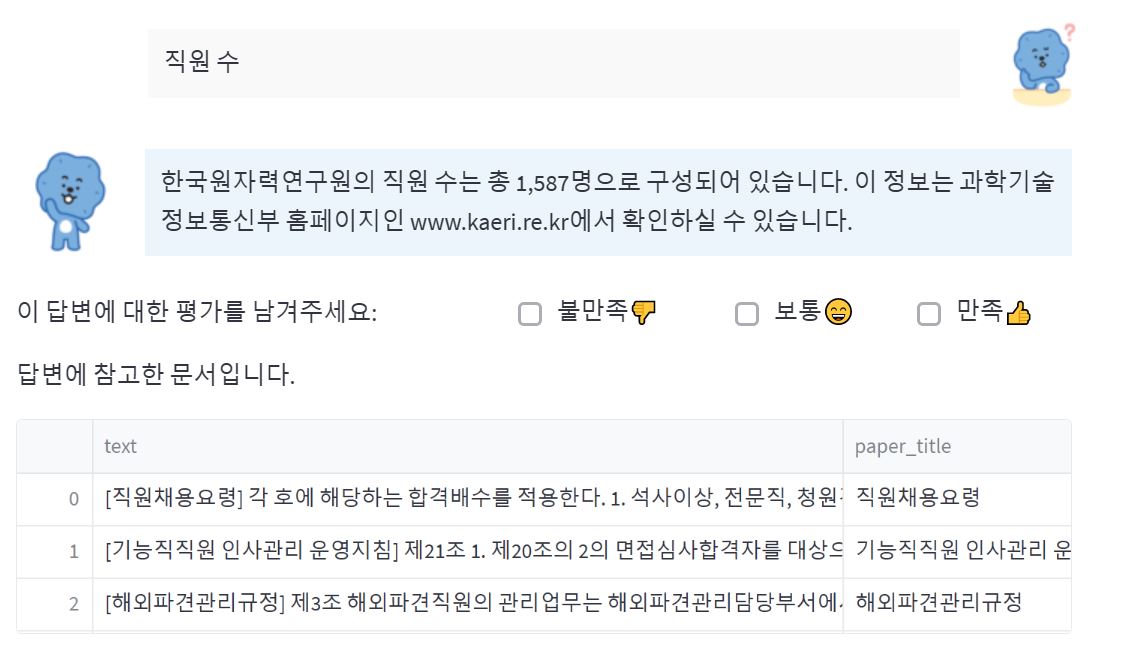 직원 수
?
한국원자력연구원의 직원 수는 총 1,587명으로 구성되어 있습니다. 이 정보는 과학기술
정보통신부 홈페이지인 www.kaeri.re.kr에서 확인하실 수 있습니다.
이 답변에 대한 평가를 남겨주세요: 불만족👎 보통😄 만족👍
답변에 참고한 문서입니다.
text paper_title
0 [직원채용요령] 각 호에 해당하는 합격배수를 적용한다. 1. 석사이상, 전문직, 청원 직원채용요령
1 [기능직직원 인사관리 운영지침] 제21조 1. 제20조의 2의 면접심사합격자를 대상으 기능직직원 인사관리 운
2 [해외파견관리규정] 제3조 해외파견직원의 관리업무는 해외파견관리담당부서에서 해외파견관리규정